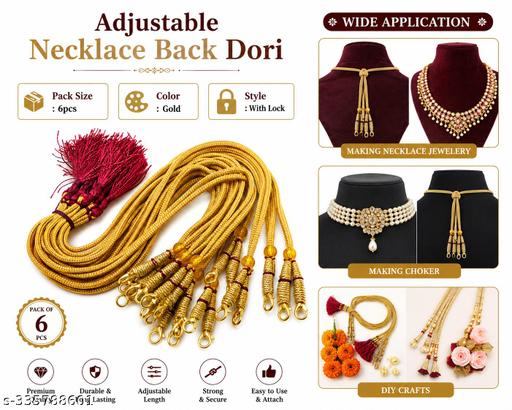 Adjustable
Necklace Back Dori
Pack Size
: 6pcs
Color
: Gold
Style
: With Lock
PACK OF
6
PCS
Premium
Durable &
Long Lasting
Adjustable
Length
Strong
& Secure
Easy to Use
& Attach
WIDE APPLICATION
MAKING NECKLACE JEWELERY
MAKING CHOKER
DIY CRAFTS